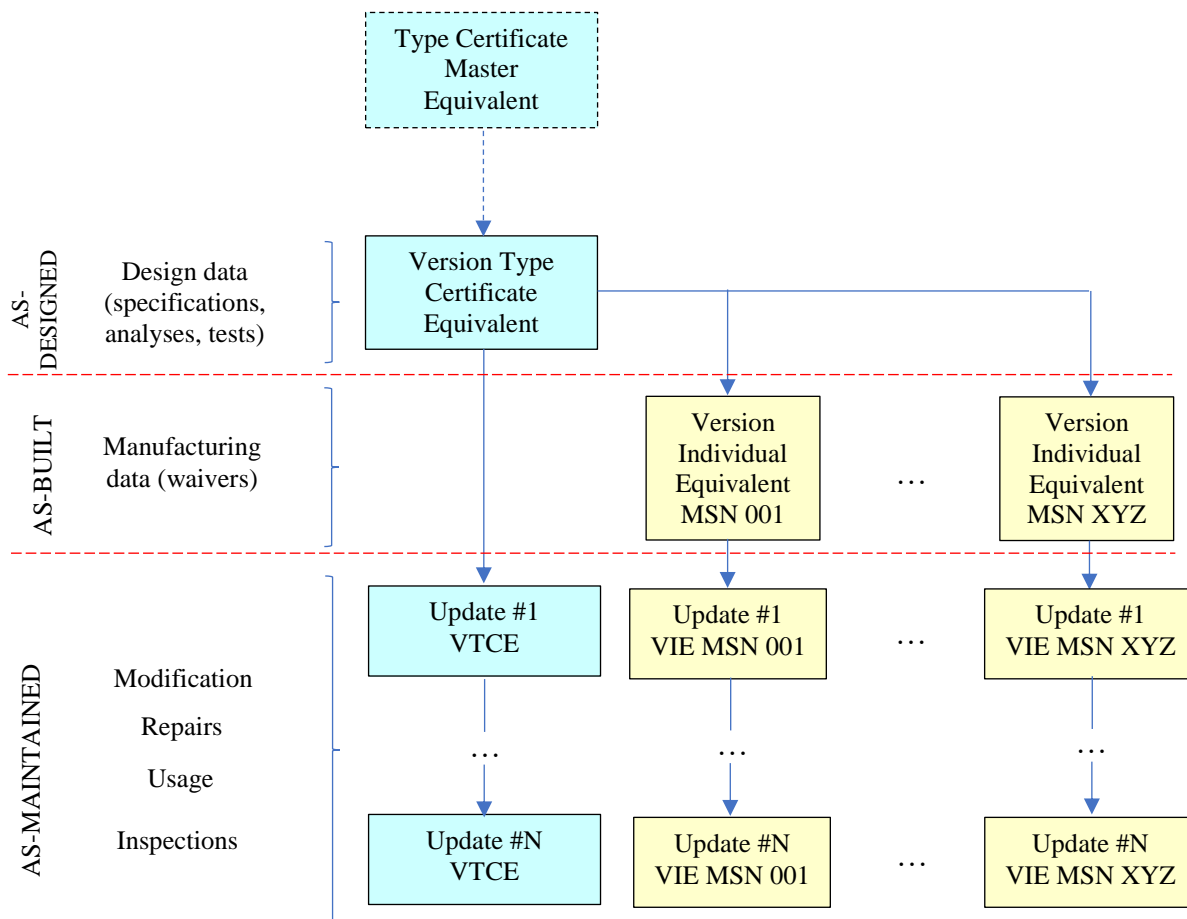 Type Certificate
Master
Equivalent
AS-
DESIGNED
Design data
(specifications,
analyses, tests)
Version Type
Certificate
Equivalent
AS-BUILT
Manufacturing
data (waivers)
Version
Individual
Equivalent
MSN 001
…
Version
Individual
Equivalent
MSN XYZ
AS-MAINTAINED
Modification
Repairs
Usage
Inspections
Update #1
VTCE
Update #1
VIE MSN 001
…
Update #1
VIE MSN XYZ
…
…
…
Update #N
VTCE
Update #N
VIE MSN 001
…
Update #N
VIE MSN XYZ